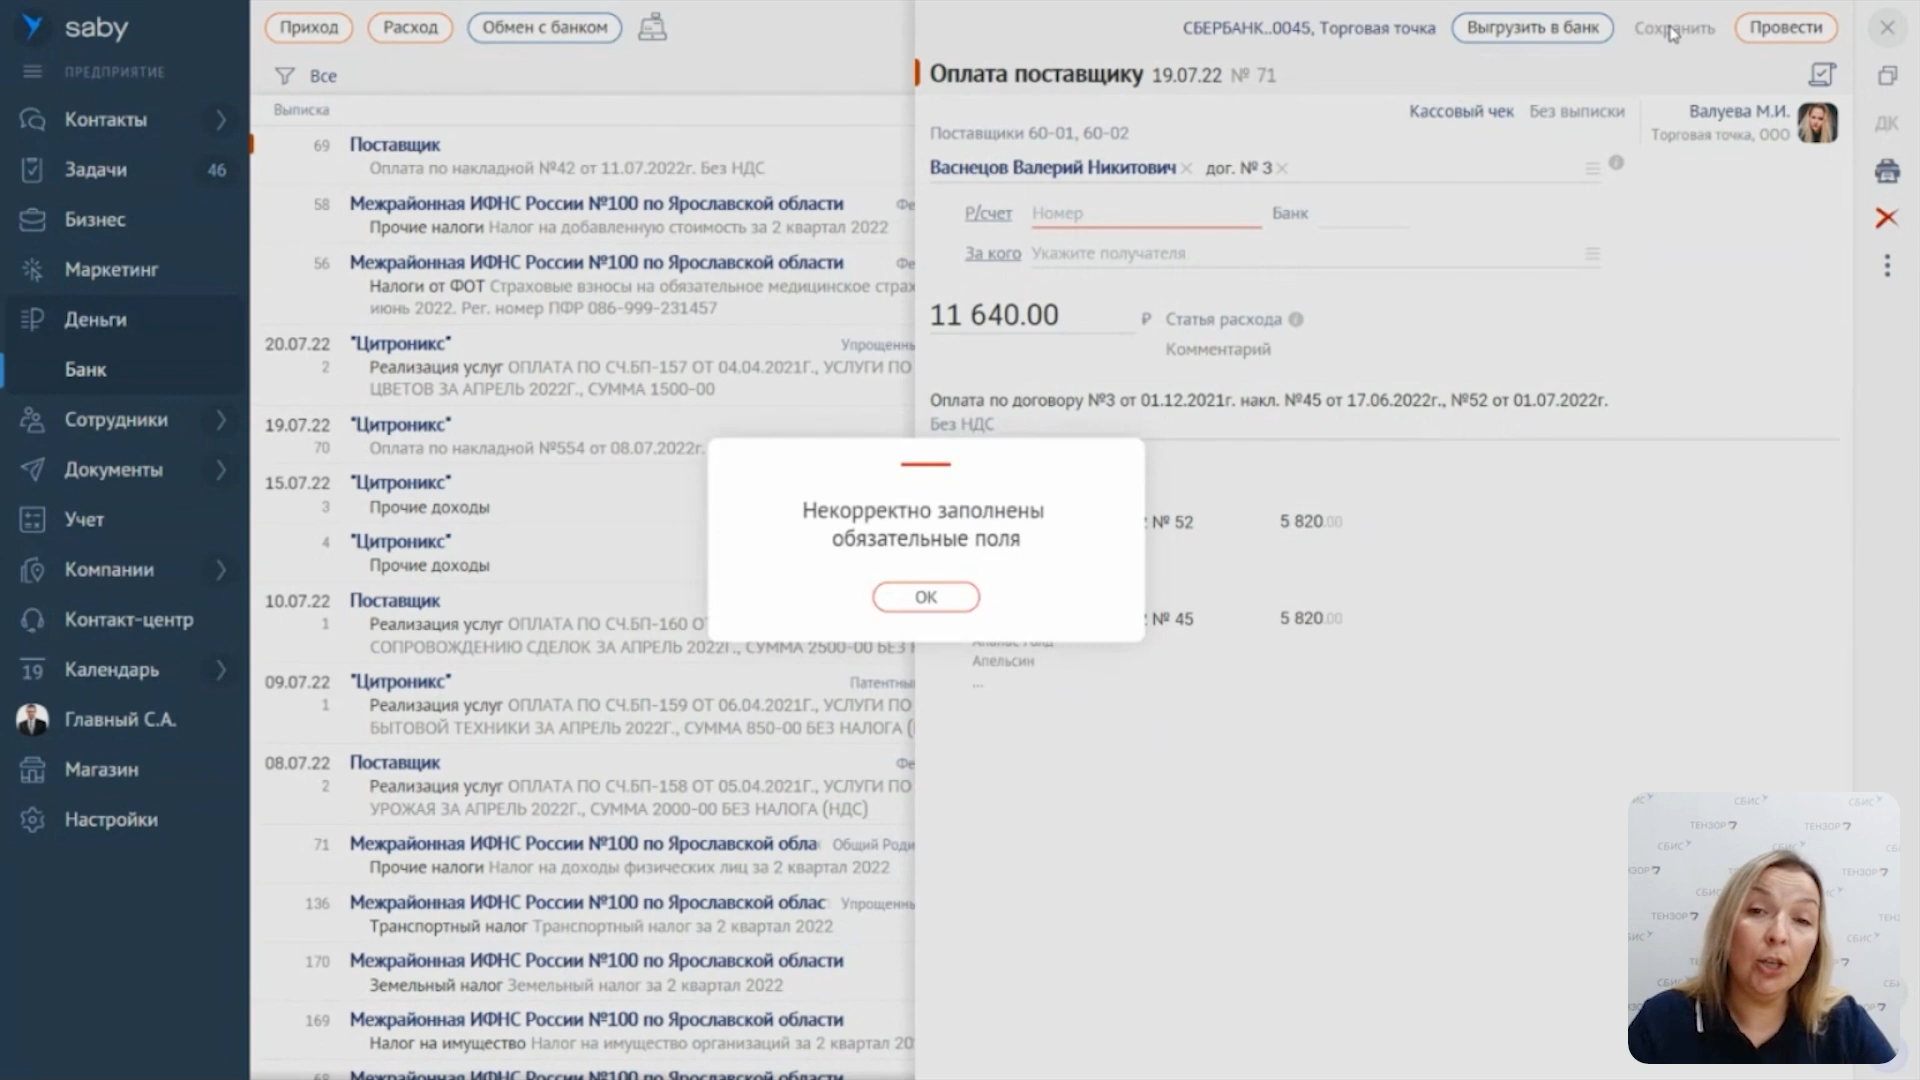 saby
ПРЕДПРИЯТИЕ
Контакты
Задачи 46
Бизнес
Маркетинг
Деньги
Банк
Сотрудники
Документы
Учет
Компании
Контакт-центр
19 Календарь
Главный С.А.
Магазин
Настройки
Приход Расход Обмен с банком
Все
Выписка
69 Поставщик
Оплата по накладной №42 от 11.07.2022г. Без НДС
58 Межрайонная ИФНС России №100 по Ярославской области Фе
Прочие налоги Налог на добавленную стоимость за 2 квартал 2022
56 Межрайонная ИФНС России №100 по Ярославской области Фе
Налоги от ФОТ Страховые взносы на обязательное медицинское страх
июнь 2022. Рег. номер ПФР 086-999-231457
20.07.22 "Цитроникс" Упрощенны
2 Реализация услуг ОПЛАТА ПО СЧ.БП-157 ОТ 04.04.2021Г., УСЛУГИ ПО
ЦВЕТОВ ЗА АПРЕЛЬ 2022Г., СУММА 1500-00
19.07.22 "Цитроникс"
70 Оплата по накладной №554 от 08.07.2022г.
15.07.22 "Цитроникс"
3 Прочие доходы
4 "Цитроникс"
Прочие доходы
10.07.22 Поставщик
1 Реализация услуг ОПЛАТА ПО СЧ.БП-160 О
СОПРОВОЖДЕНИЮ СДЕЛОК ЗА АПРЕЛЬ 2022Г., СУММА 2500-00 БЕЗ
09.07.22 "Цитроникс" Патентны
1 Реализация услуг ОПЛАТА ПО СЧ.БП-159 ОТ 06.04.2021Г., УСЛУГИ ПО
БЫТОВОЙ ТЕХНИКИ ЗА АПРЕЛЬ 2022Г., СУММА 850-00 БЕЗ НАЛОГА (
08.07.22 Поставщик Фе
2 Реализация услуг ОПЛАТА ПО СЧ.БП-158 ОТ 05.04.2021Г., УСЛУГИ ПО
УРОЖАЯ ЗА АПРЕЛЬ 2022Г., СУММА 2000-00 БЕЗ НАЛОГА (НДС)
71 Межрайонная ИФНС России №100 по Ярославской обла Общий Роди
Прочие налоги Налог на доходы физических лиц за 2 квартал 2022
136 Межрайонная ИФНС России №100 по Ярославской облас Упрощенны
Транспортный налог Транспортный налог за 2 квартал 2022
170 Межрайонная ИФНС России №100 по Ярославской области
Земельный налог Земельный налог за 2 квартал 2022
169 Межрайонная ИФНС России №100 по Ярославской области
Налог на имущество Налог на имущество организаций за 2 квартал 20
68 Межрайонная ИФНС России №100 по Ярославской области
СБЕРБАНК..0045, Торговая точка Выгрузить в банк Сохранить Провести
Оплата поставщику 19.07.22 № 71
Кассовый чек Без выписки Валуева М.И.
Торговая точка, ООО
ДК
Поставщики 60-01, 60-02
Васнецов Валерий Никитович дог. № 3
Р/счет Номер Банк
За кого Укажите получателя
11 640.00 ₽ Статья расхода
Комментарий
Оплата по договору №3 от 01.12.2021г. накл. №45 от 17.06.2022г., №52 от 01.07.2022г.
Без НДС
№ 52 5 820.00
№ 45 5 820.00
Апельсин
...
Некорректно заполнены
обязательные поля
ОК
СБИС
ТЕНЗОР